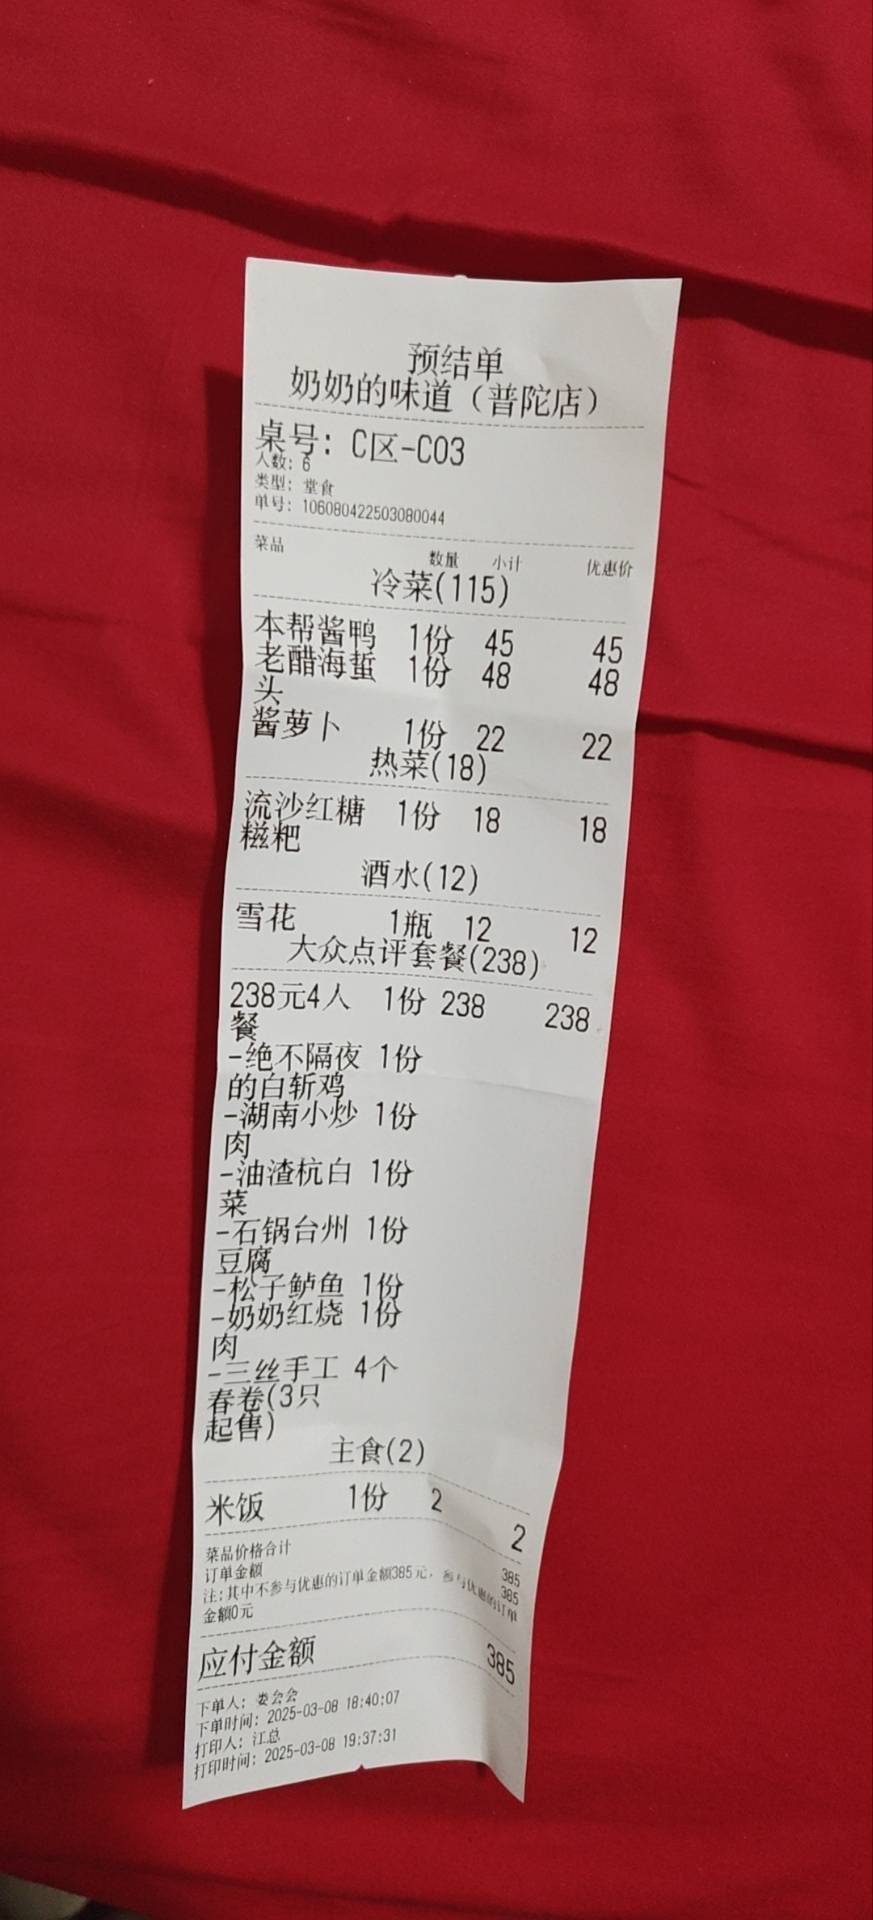 预结单
奶奶的味道（普陀店）
桌号: C区-C03
人数: 6
类型: 堂食
单号: 106080422503080044
菜品 数量 小计 优惠价
冷菜(115)
本帮酱鸭 1份 45 45
老醋海蜇 1份 48 48
头
酱萝卜 1份 22 22
热菜(18)
流沙红糖 1份 18 18
糍粑
酒水(12)
雪花 1瓶 12 12
大众点评套餐(238)
238元4人 1份 238 238
餐
-绝不隔夜 1份
的白斩鸡
-湖南小炒 1份
肉
-油渣杭白 1份
菜
-石锅台州 1份
豆腐
-松子鲈鱼 1份
-奶奶红烧 1份
肉
-三丝手工 4个
春卷(3只
起售)
主食(2)
米饭 1份 2 2
菜品价格合计 385
订单金额 385
注:其中不参与优惠的订单金额385元，参与优惠的订单
金额0元
应付金额 385
下单人: 娄会会
下单时间: 2025-03-08 18:40:07
打印人: 江总
打印时间: 2025-03-08 19:37:31